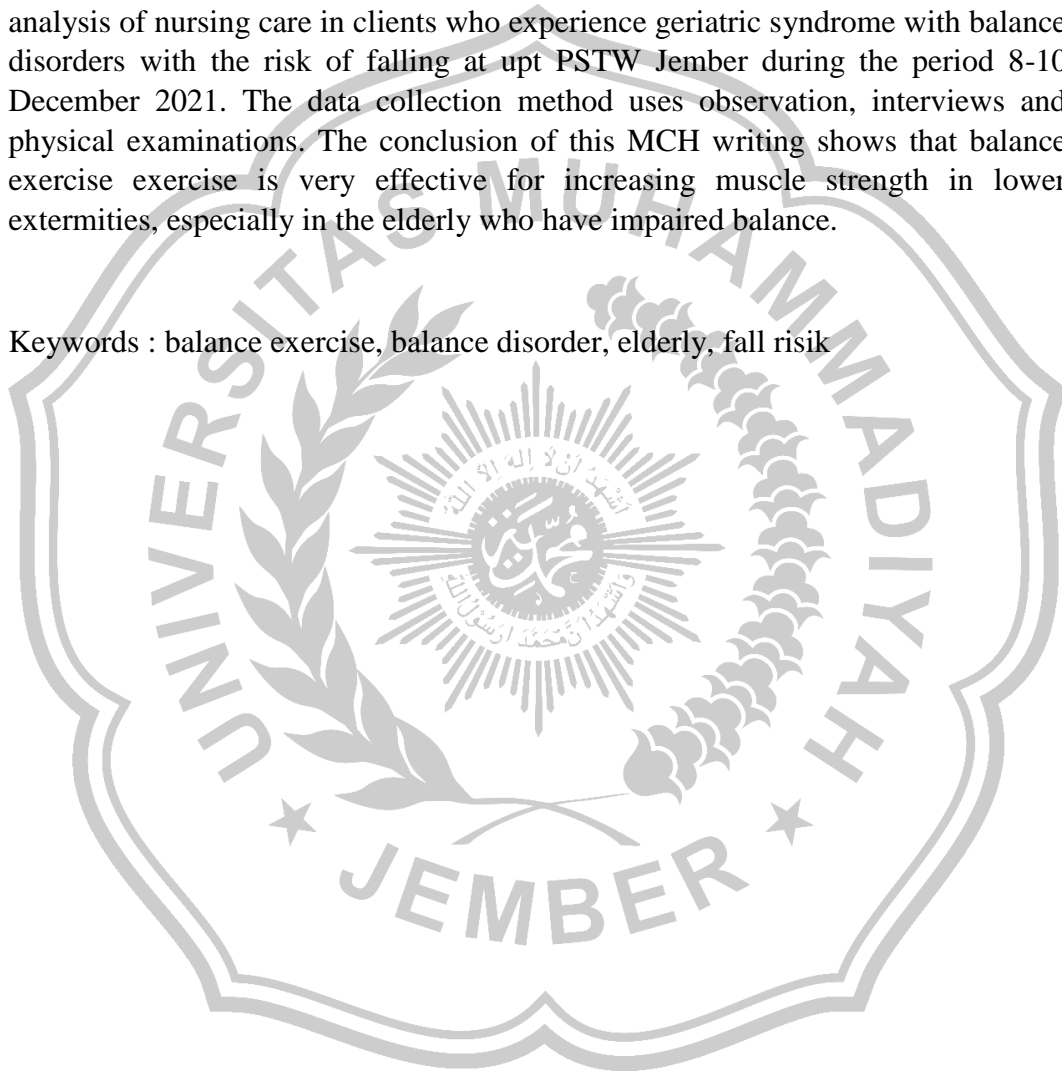 analysis of nursing care in clients who experience geriatric syndrome with balance
disorders with the risk of falling at upt PSTW Jember during the period 8-10
December 2021. The data collection method uses observation, interviews and
physical examinations. The conclusion of this MCH writing shows that balance
exercise exercise is very effective for increasing muscle strength in lower
extermities, especially in the elderly who have impaired balance.
Keywords : balance exercise, balance disorder, elderly, fall risik
UNIVERSITAS MUHAMMADIYAH
JEMBER